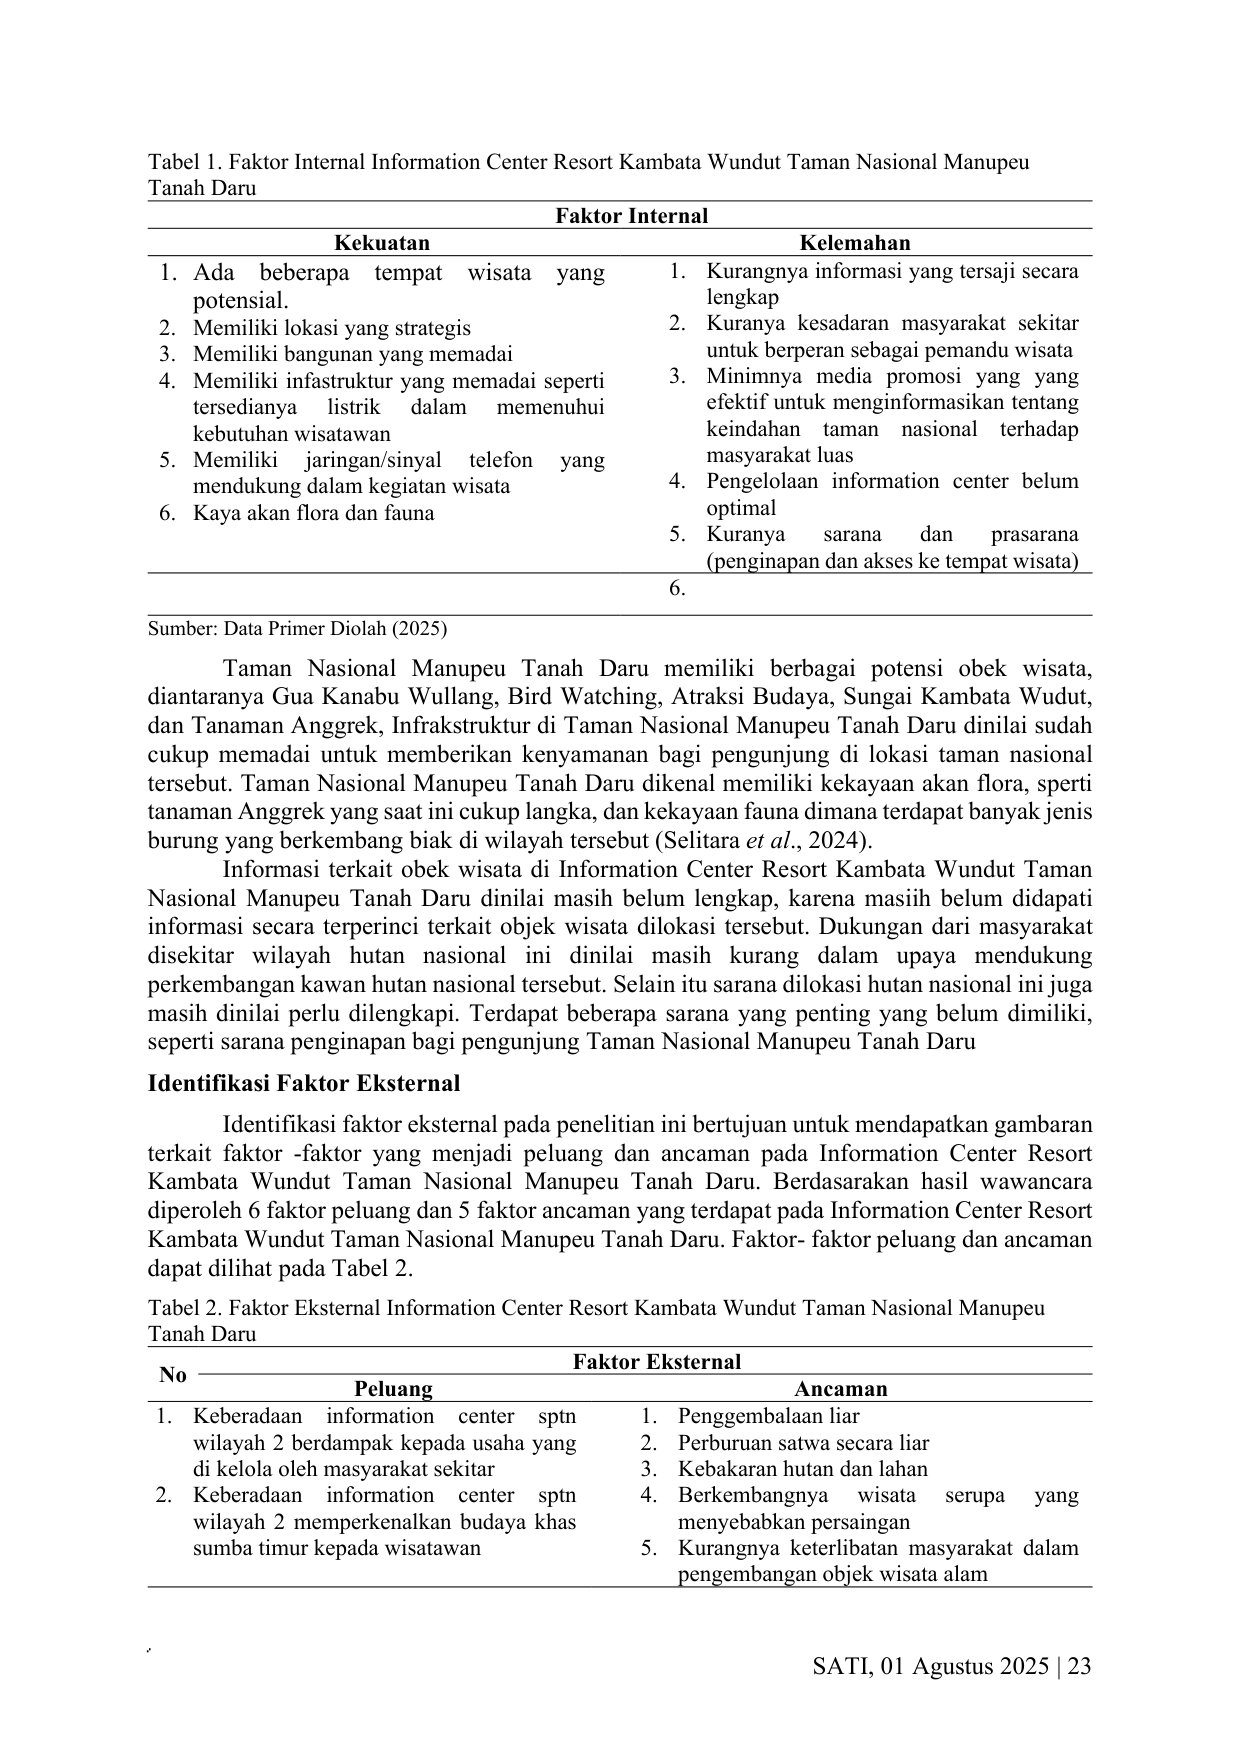 Tabel 1. Faktor Internal Information Center Resort Kambata Wundut Taman Nasional Manupeu
Tanah Daru
Faktor Internal
Kekuatan
Kelemahan
1. Ada beberapa tempat wisata yang
potensial.
2. Memiliki lokasi yang strategis
3. Memiliki bangunan yang memadai
4. Memiliki infastruktur yang memadai seperti
tersedianya listrik dalam memenuhui
kebutuhan wisatawan
5. Memiliki jaringan/sinyal telefon yang
mendukung dalam kegiatan wisata
6. Kaya akan flora dan fauna
1. Kurangnya informasi yang tersaji secara
lengkap
2. Kuranya kesadaran masyarakat sekitar
untuk berperan sebagai pemandu wisata
3. Minimnya media promosi yang yang
efektif untuk menginformasikan tentang
keindahan taman nasional terhadap
masyarakat luas
4. Pengelolaan information center belum
optimal
5. Kuranya sarana dan prasarana
(penginapan dan akses ke tempat wisata)
6.
Sumber: Data Primer Diolah (2025)
Taman Nasional Manupeu Tanah Daru memiliki berbagai potensi obek wisata,
diantaranya Gua Kanabu Wullang, Bird Watching, Atraksi Budaya, Sungai Kambata Wudut,
dan Tanaman Anggrek, Infrakstruktur di Taman Nasional Manupeu Tanah Daru dinilai sudah
cukup memadai untuk memberikan kenyamanan bagi pengunjung di lokasi taman nasional
tersebut. Taman Nasional Manupeu Tanah Daru dikenal memiliki kekayaan akan flora, sperti
tanaman Anggrek yang saat ini cukup langka, dan kekayaan fauna dimana terdapat banyak jenis
burung yang berkembang biak di wilayah tersebut (Selitara et al., 2024).
Informasi terkait obek wisata di Information Center Resort Kambata Wundut Taman
Nasional Manupeu Tanah Daru dinilai masih belum lengkap, karena masiih belum didapati
informasi secara terperinci terkait objek wisata dilokasi tersebut. Dukungan dari masyarakat
disekitar wilayah hutan nasional ini dinilai masih kurang dalam upaya mendukung
perkembangan kawan hutan nasional tersebut. Selain itu sarana dilokasi hutan nasional ini juga
masih dinilai perlu dilengkapi. Terdapat beberapa sarana yang penting yang belum dimiliki,
seperti sarana penginapan bagi pengunjung Taman Nasional Manupeu Tanah Daru
Identifikasi Faktor Eksternal
Identifikasi faktor eksternal pada penelitian ini bertujuan untuk mendapatkan gambaran
terkait faktor -faktor yang menjadi peluang dan ancaman pada Information Center Resort
Kambata Wundut Taman Nasional Manupeu Tanah Daru. Berdasarakan hasil wawancara
diperoleh 6 faktor peluang dan 5 faktor ancaman yang terdapat pada Information Center Resort
Kambata Wundut Taman Nasional Manupeu Tanah Daru. Faktor- faktor peluang dan ancaman
dapat dilihat pada Tabel 2.
Tabel 2. Faktor Eksternal Information Center Resort Kambata Wundut Taman Nasional Manupeu
Tanah Daru
No
Faktor Eksternal
Peluang
Ancaman
1. Keberadaan information center sptn
wilayah 2 berdampak kepada usaha yang
di kelola oleh masyarakat sekitar
2. Keberadaan information center sptn
wilayah 2 memperkenalkan budaya khas
sumba timur kepada wisatawan
1. Penggembalaan liar
2. Perburuan satwa secara liar
3. Kebakaran hutan dan lahan
4. Berkembangnya wisata serupa yang
menyebabkan persaingan
5. Kurangnya keterlibatan masyarakat dalam
pengembangan objek wisata alam
SATI, 01 Agustus 2025 | 23